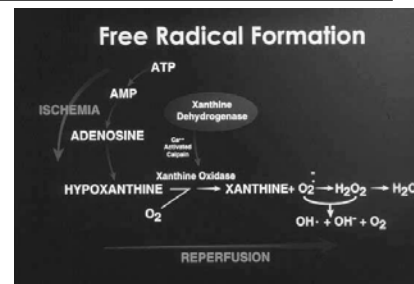 Free Radical Formation
ATP
AMP
ISCHEMIA
Xanthine
Dehydrogenase
ADENOSINE
Ca++
Activated
Calpain
Xanthine Oxidase
HYPOXANTHINE → XANTHINE + O2 → H2O2 → H2O
O2
OH· + OH⁻ + O2
REPERFUSION